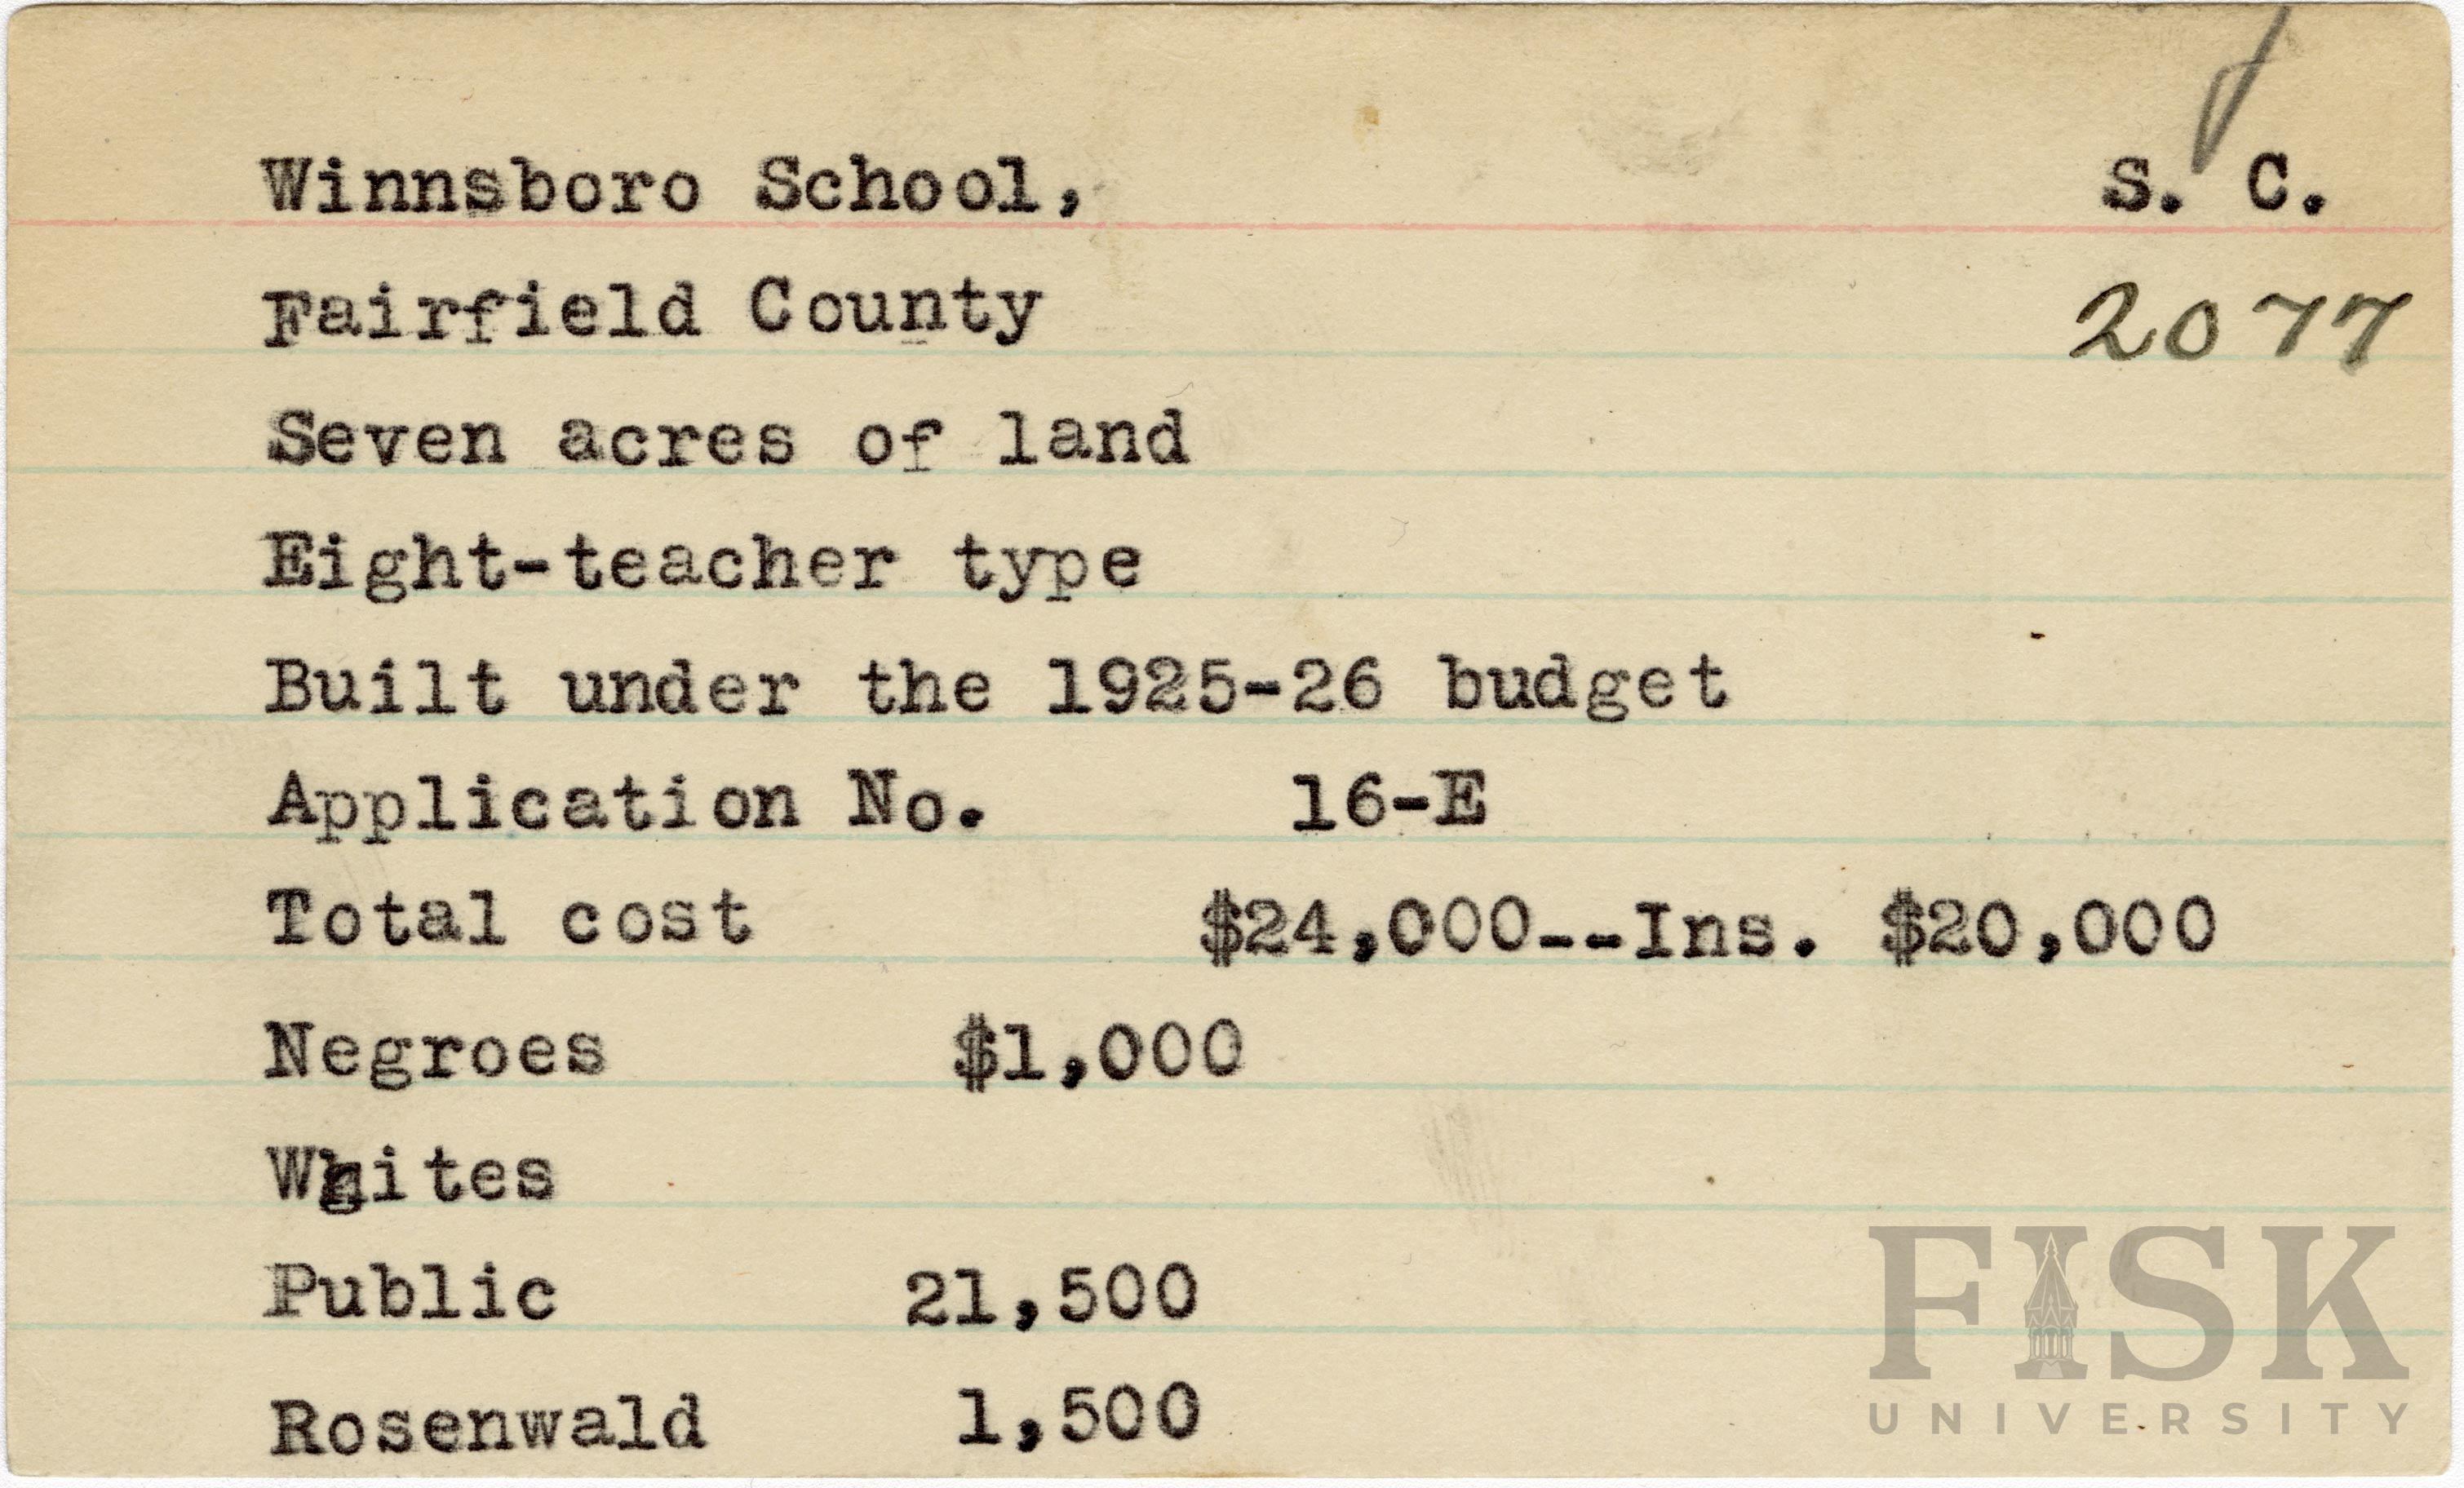 Winnsboro School, S. C.
Fairfield County 2077
Seven acres of land
Eight-teacher type
Built under the 1925-26 budget
Application No. 16-E
Total cost $24,000--Ins. $20,000
Negroes $1,000
Whites
Public 21,500
Rosenwald 1,500
FISK
UNIVERSITY